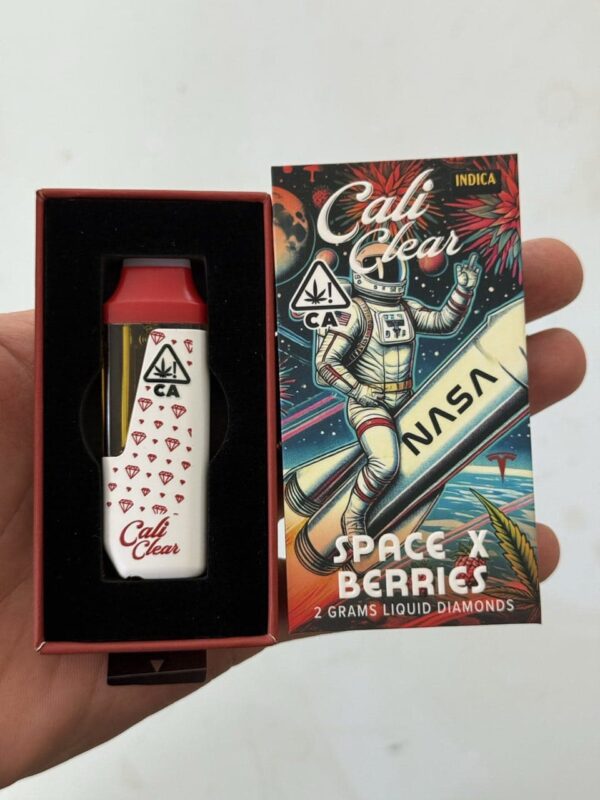 CA
Cali
Clear
INDICA
Cali
Clear
CA
NASA
SPACE X
BERRIES
2 GRAMS LIQUID DIAMONDS